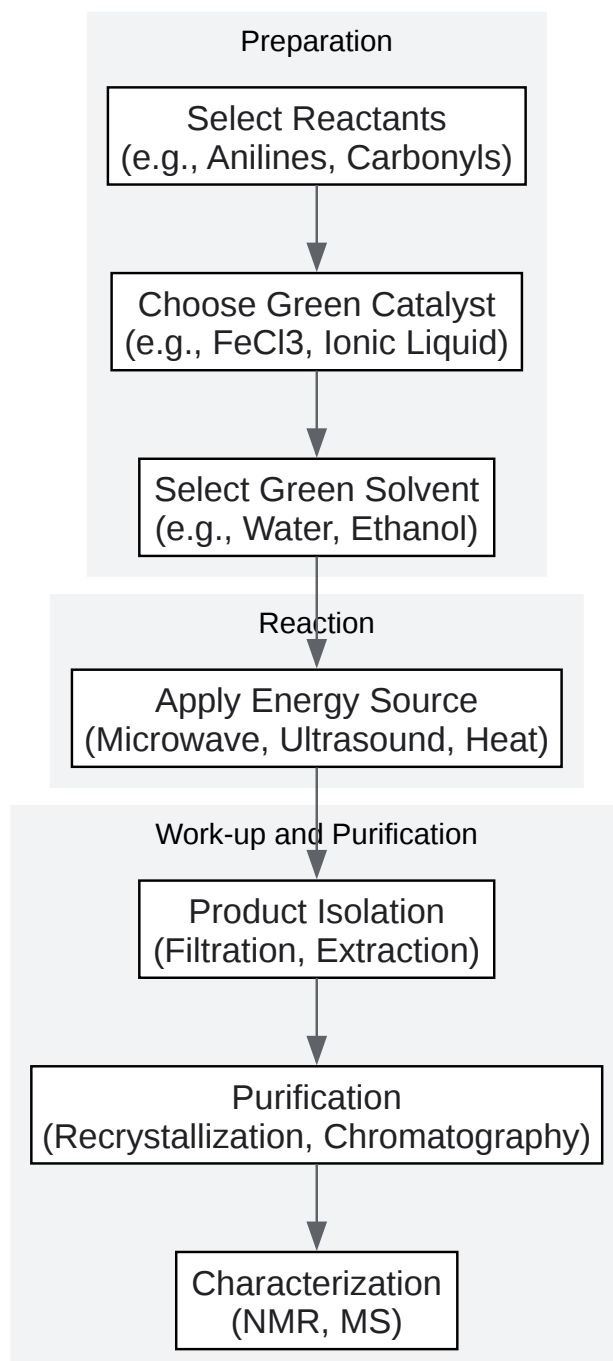 Preparation
Select Reactants
(e.g., Anilines, Carbonyls)
Choose Green Catalyst
(e.g., FeCl3, Ionic Liquid)
Select Green Solvent
(e.g., Water, Ethanol)
Reaction
Apply Energy Source
(Microwave, Ultrasound, Heat)
Work-up and Purification
Product Isolation
(Filtration, Extraction)
Purification
(Recrystallization, Chromatography)
Characterization
(NMR, MS)